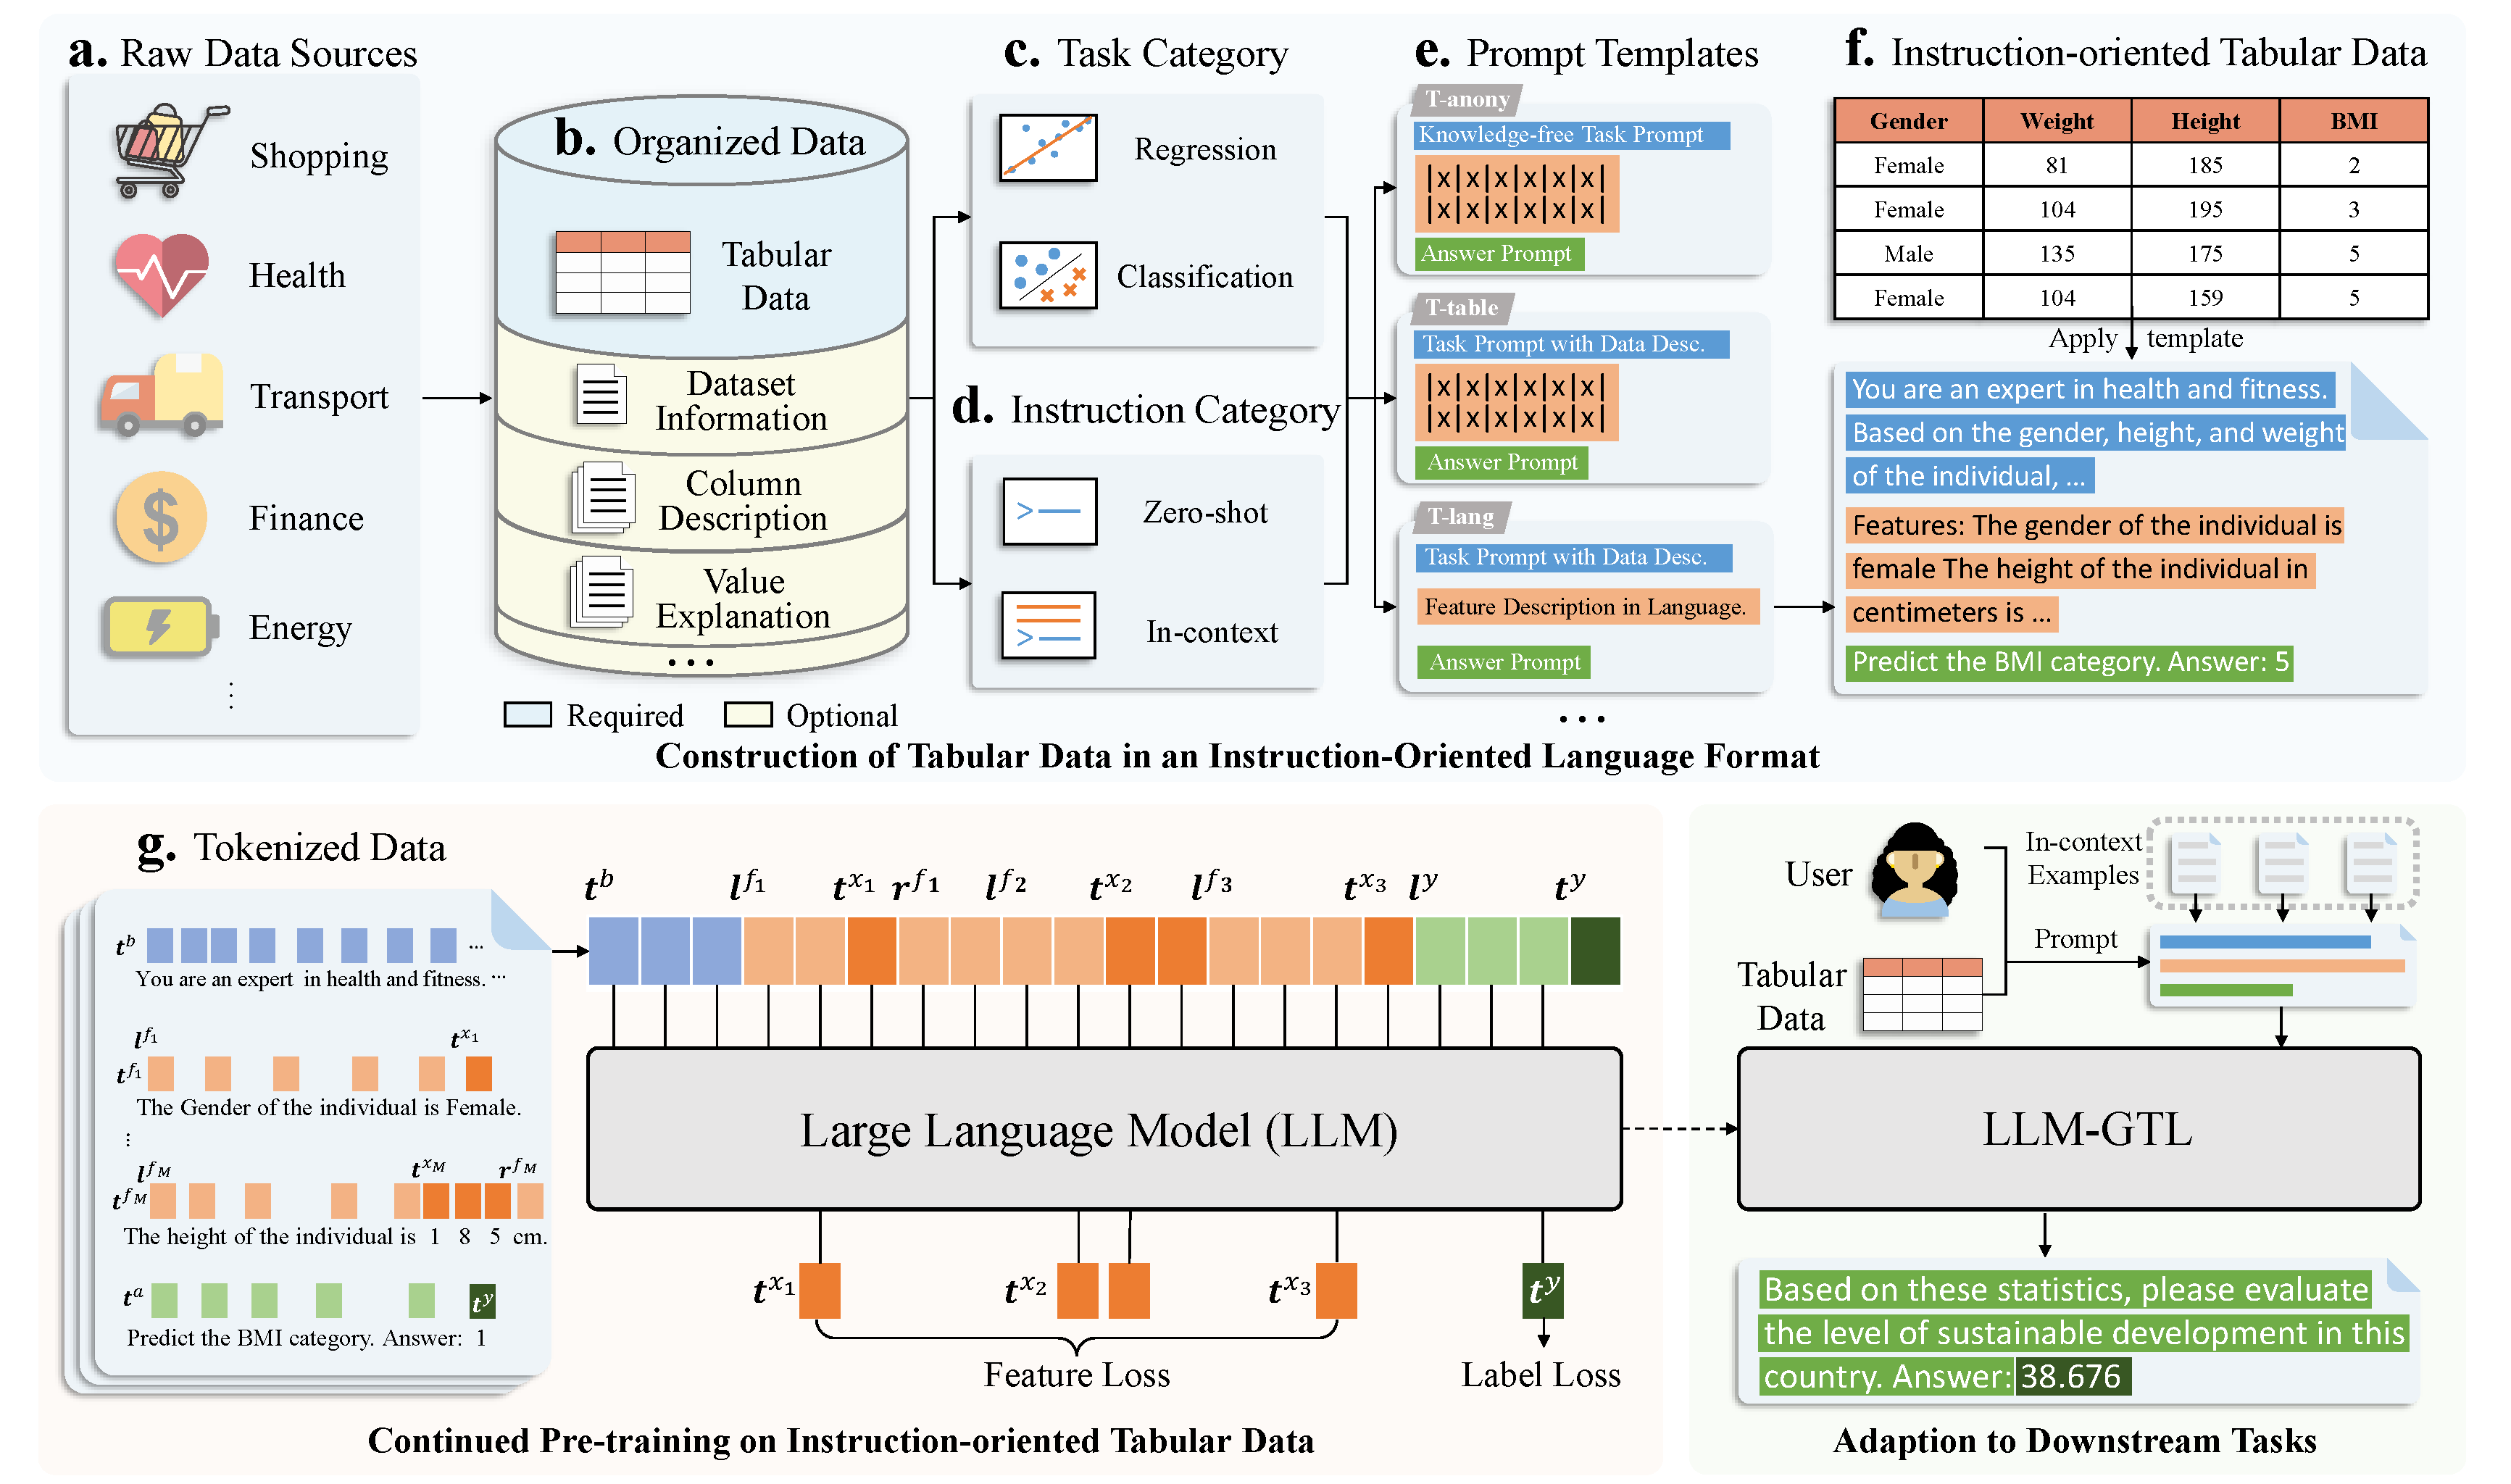 a. Raw Data Sources
Shopping
Health
Transport
Finance
Energy
⋮
b. Organized Data
Tabular
Data
Dataset
Information
Column
Description
Value
Explanation
...
Required
Optional
c. Task Category
Regression
Classification
d. Instruction Category
Zero-shot
In-context
e. Prompt Templates
T-anony
Knowledge-free Task Prompt
|x|x|x|x|x|x|
|x|x|x|x|x|x|
Answer Prompt
T-table
Task Prompt with Data Desc.
|x|x|x|x|x|x|
|x|x|x|x|x|x|
Answer Prompt
T-lang
Task Prompt with Data Desc.
Feature Description in Language.
Answer Prompt
...
f. Instruction-oriented Tabular Data
Gender Weight Height BMI
Female 81 185 2
Female 104 195 3
Male 135 175 5
Female 104 159 5
Apply template
You are an expert in health and fitness.
Based on the gender, height, and weight
of the individual, ...
Features: The gender of the individual is
female The height of the individual in
centimeters is ...
Predict the BMI category. Answer: 5
Construction of Tabular Data in an Instruction-Oriented Language Format
g. Tokenized Data
t^b ...
You are an expert in health and fitness. ...
l^{f_1} t^{x_1}
t^{f_1}
The Gender of the individual is Female.
⋮
l^{f_M} t^{x_M} r^{f_M}
t^{f_M}
The height of the individual is 1 8 5 cm.
t^a t^y
Predict the BMI category. Answer: 1
t^b l^{f_1} t^{x_1} r^{f_1} l^{f_2} t^{x_2} l^{f_3} t^{x_3} l^y t^y
Large Language Model (LLM)
t^{x_1} t^{x_2} t^{x_3} t^y
Feature Loss Label Loss
Continued Pre-training on Instruction-oriented Tabular Data
User
In-context
Examples
Prompt
Tabular
Data
LLM-GTL
Based on these statistics, please evaluate
the level of sustainable development in this
country. Answer: 38.676
Adaption to Downstream Tasks